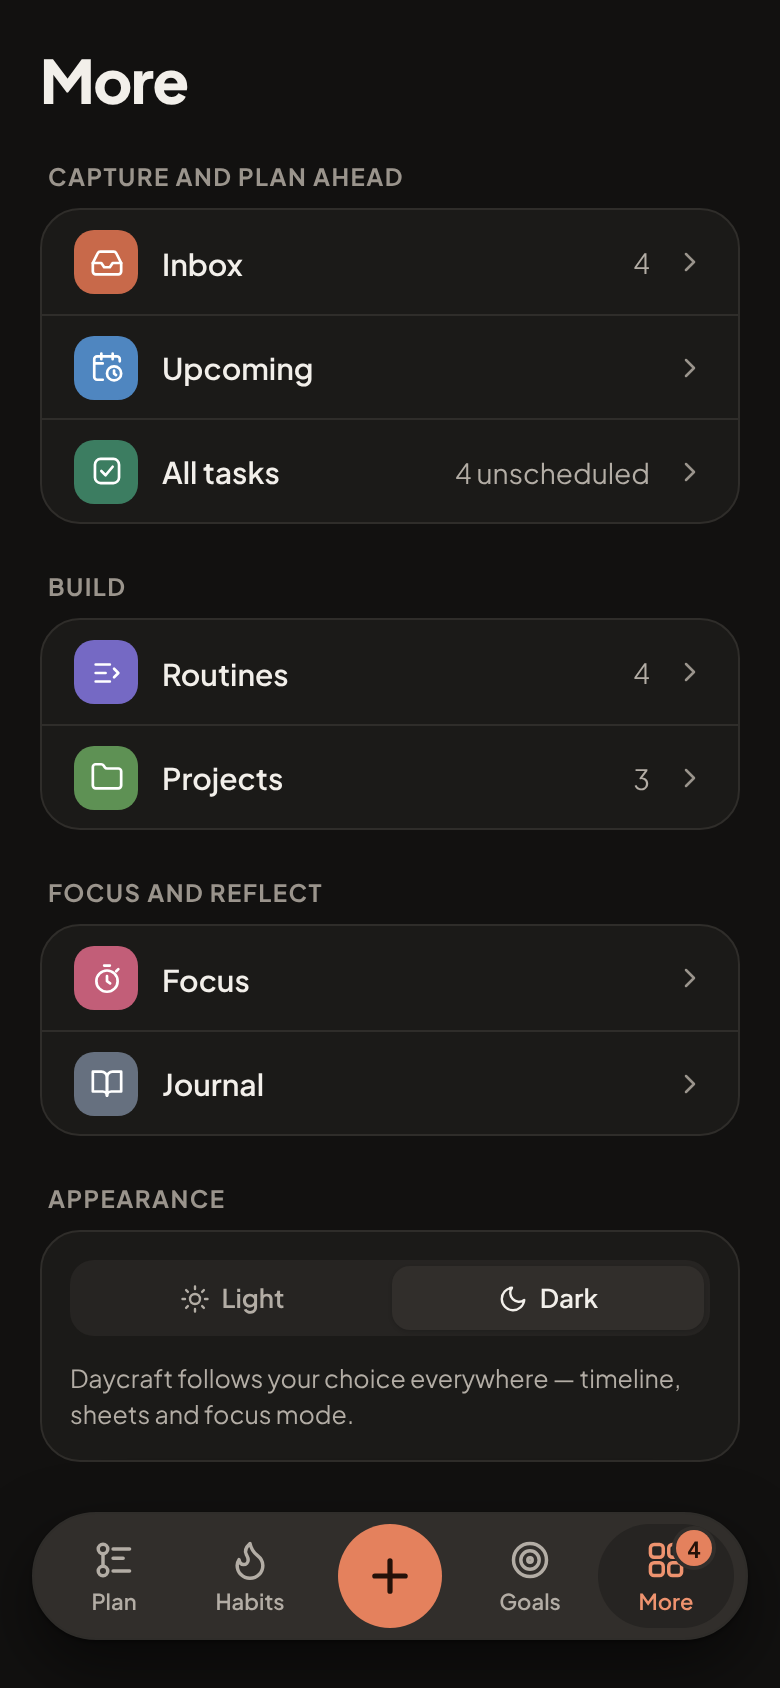 More
CAPTURE AND PLAN AHEAD
Inbox 4
Upcoming
All tasks 4 unscheduled
BUILD
Routines 4
Projects 3
FOCUS AND REFLECT
Focus
Journal
APPEARANCE
Light Dark
Daycraft follows your choice everywhere — timeline,
sheets and focus mode.
4
Plan Habits Goals More